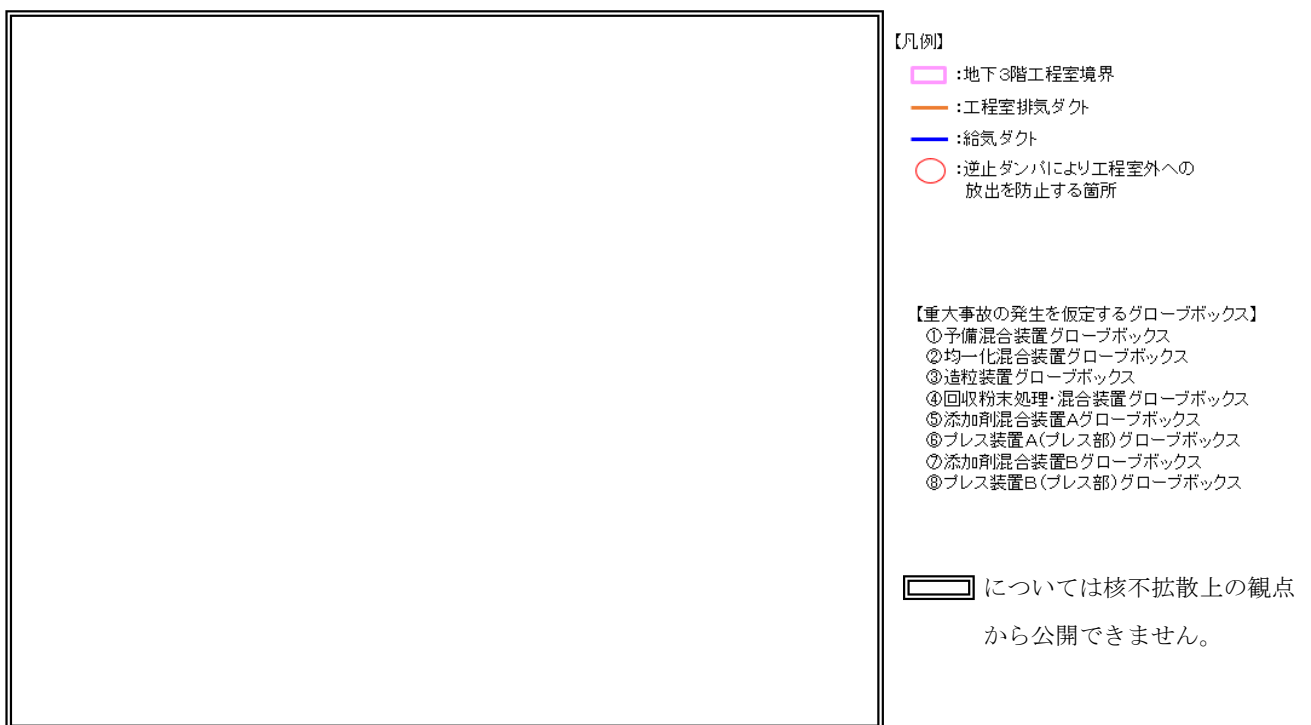 【凡例】
:地下3階工程室境界
:工程室排気ダクト
:給気ダクト
:逆止ダンパにより工程室外への
放出を防止する箇所
【重大事故の発生を仮定するグローブボックス】
①予備混合装置グローブボックス
②均一化混合装置グローブボックス
③造粒装置グローブボックス
④回収粉末処理・混合装置グローブボックス
⑤添加剤混合装置Aグローブボックス
⑥プレス装置A(プレス部)グローブボックス
⑦添加剤混合装置Bグローブボックス
⑧プレス装置B(プレス部)グローブボックス
については核不拡散上の観点
から公開できません。